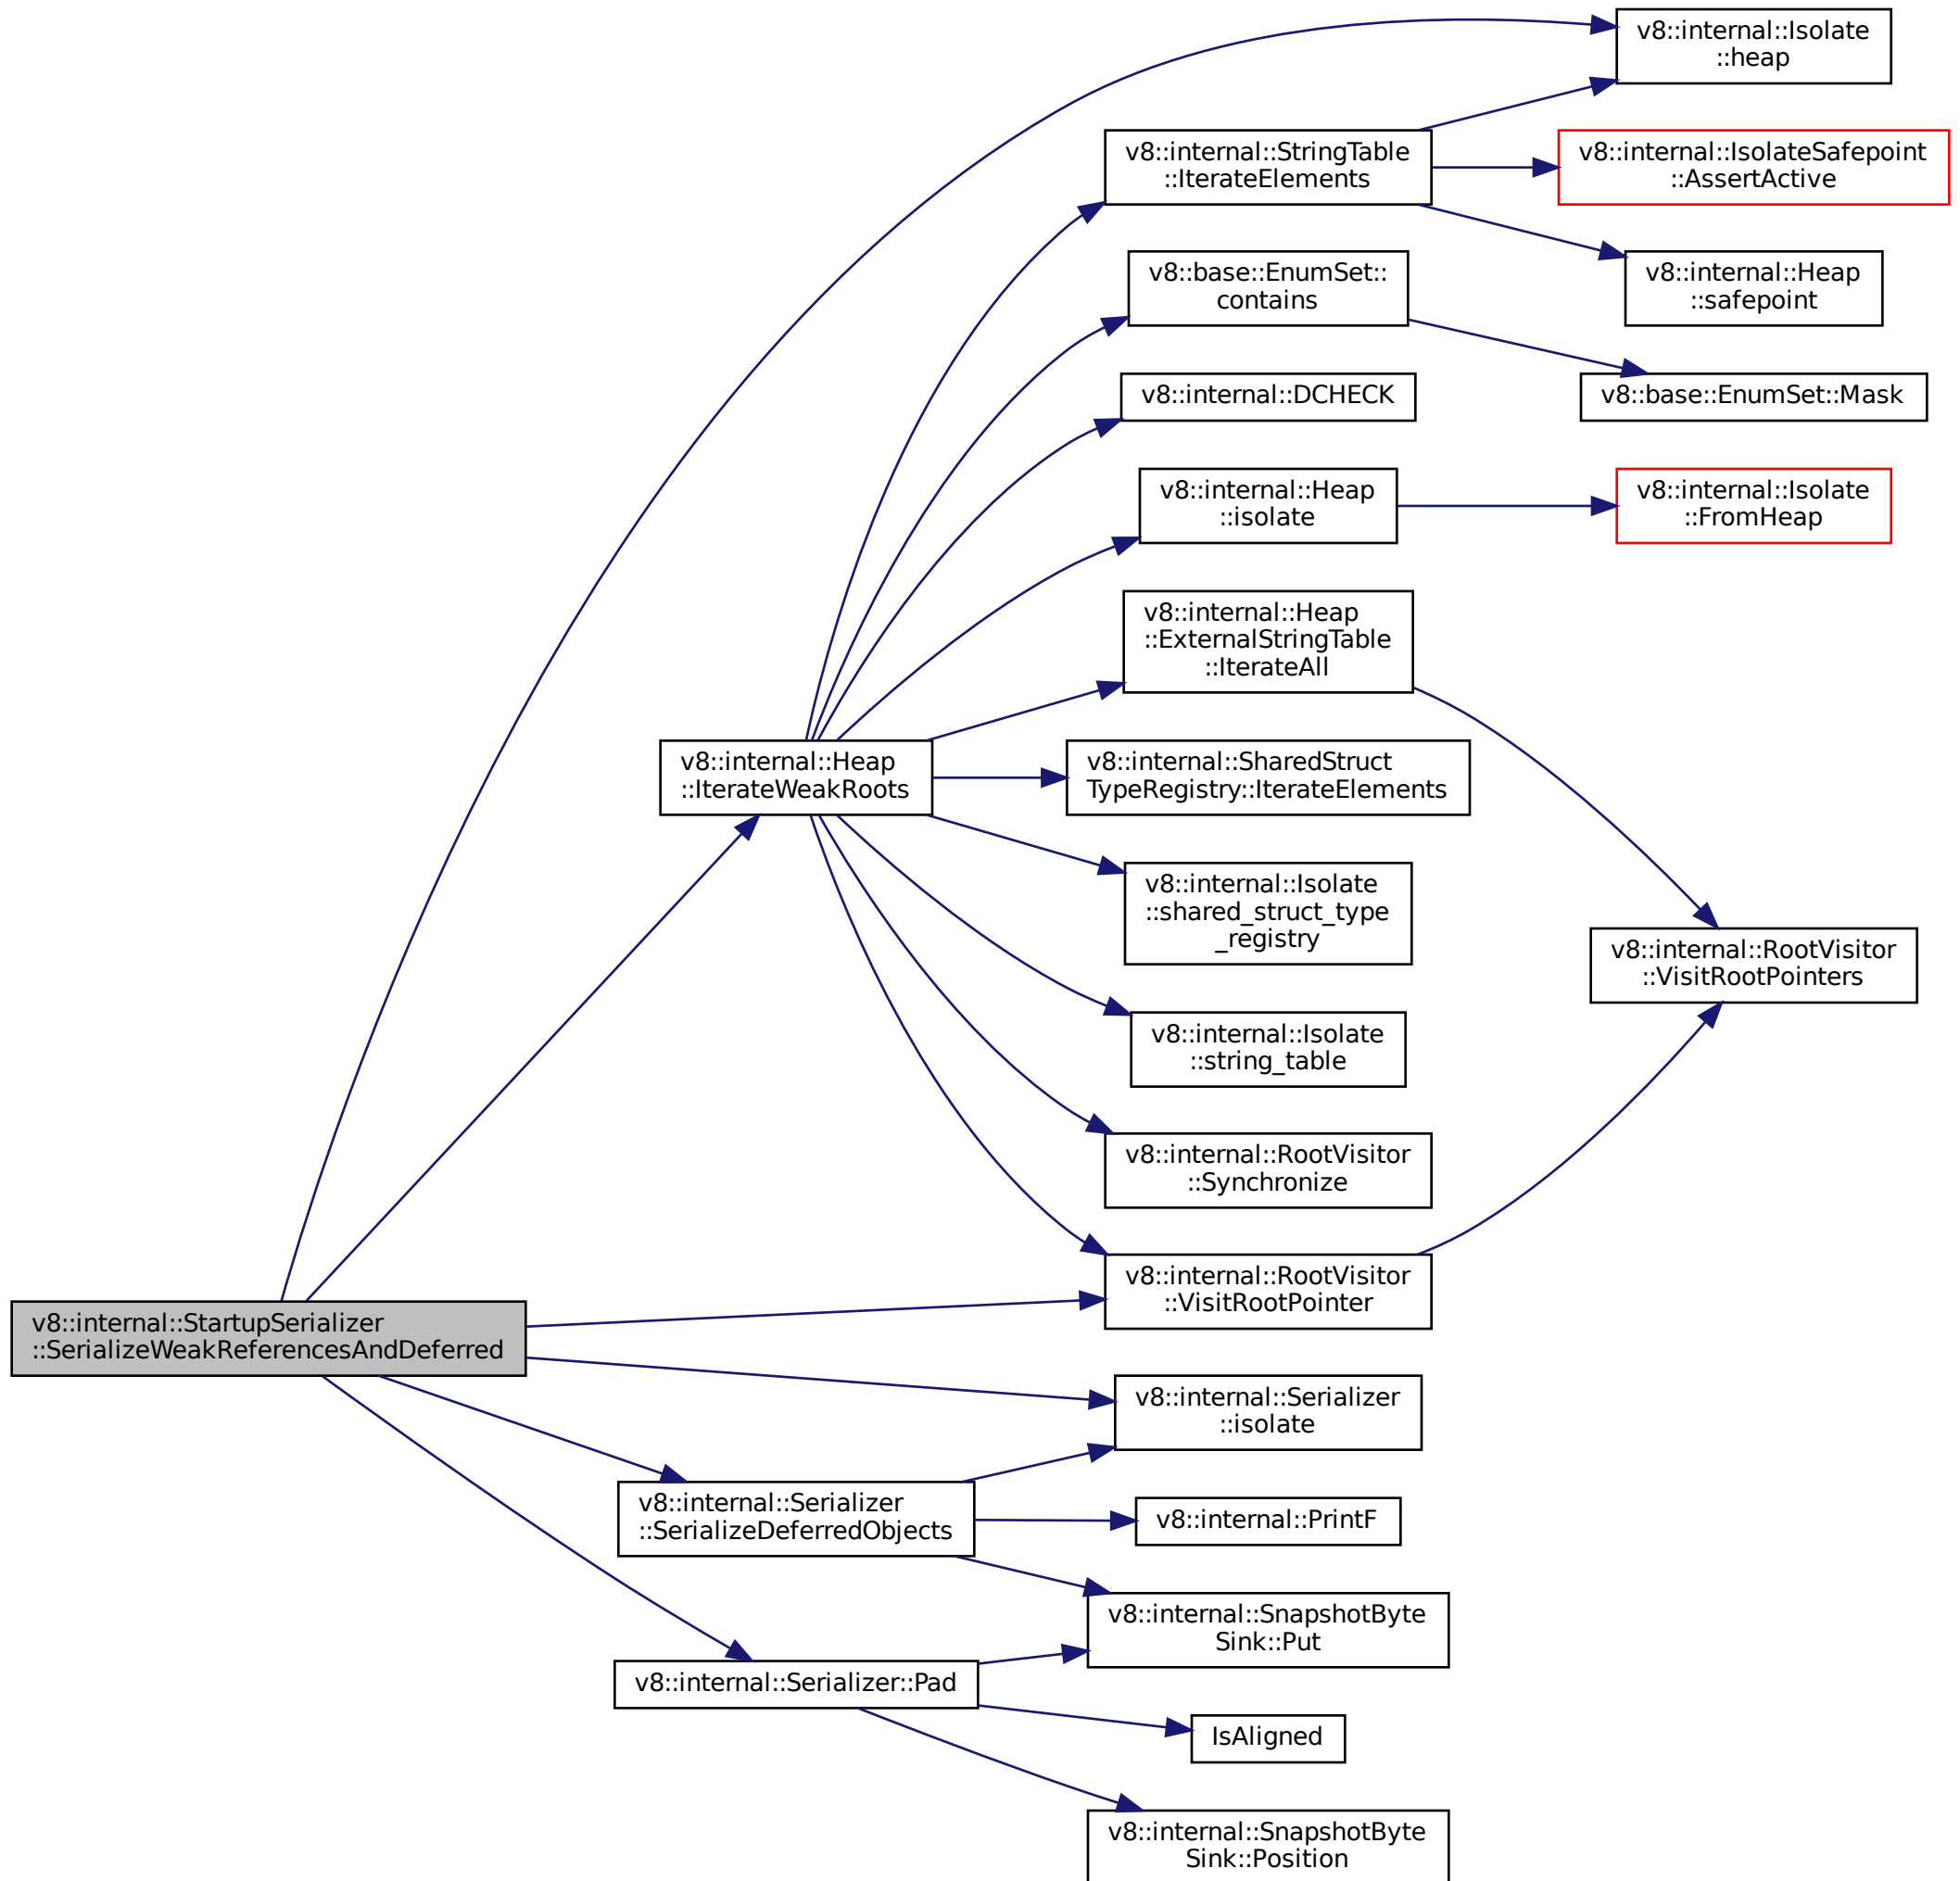 v8::internal::Isolate
::heap
v8::internal::StringTable
::IterateElements
v8::internal::IsolateSafepoint
::AssertActive
v8::base::EnumSet::
contains
v8::internal::Heap
::safepoint
v8::internal::DCHECK
v8::base::EnumSet::Mask
v8::internal::Heap
::isolate
v8::internal::Isolate
::FromHeap
v8::internal::Heap
::ExternalStringTable
::IterateAll
v8::internal::Heap
::IterateWeakRoots
v8::internal::SharedStruct
TypeRegistry::IterateElements
v8::internal::Isolate
::shared_struct_type
_registry
v8::internal::RootVisitor
::VisitRootPointers
v8::internal::Isolate
::string_table
v8::internal::RootVisitor
::Synchronize
v8::internal::RootVisitor
::VisitRootPointer
v8::internal::StartupSerializer
::SerializeWeakReferencesAndDeferred
v8::internal::Serializer
::isolate
v8::internal::Serializer
::SerializeDeferredObjects
v8::internal::PrintF
v8::internal::SnapshotByte
Sink::Put
v8::internal::Serializer::Pad
IsAligned
v8::internal::SnapshotByte
Sink::Position